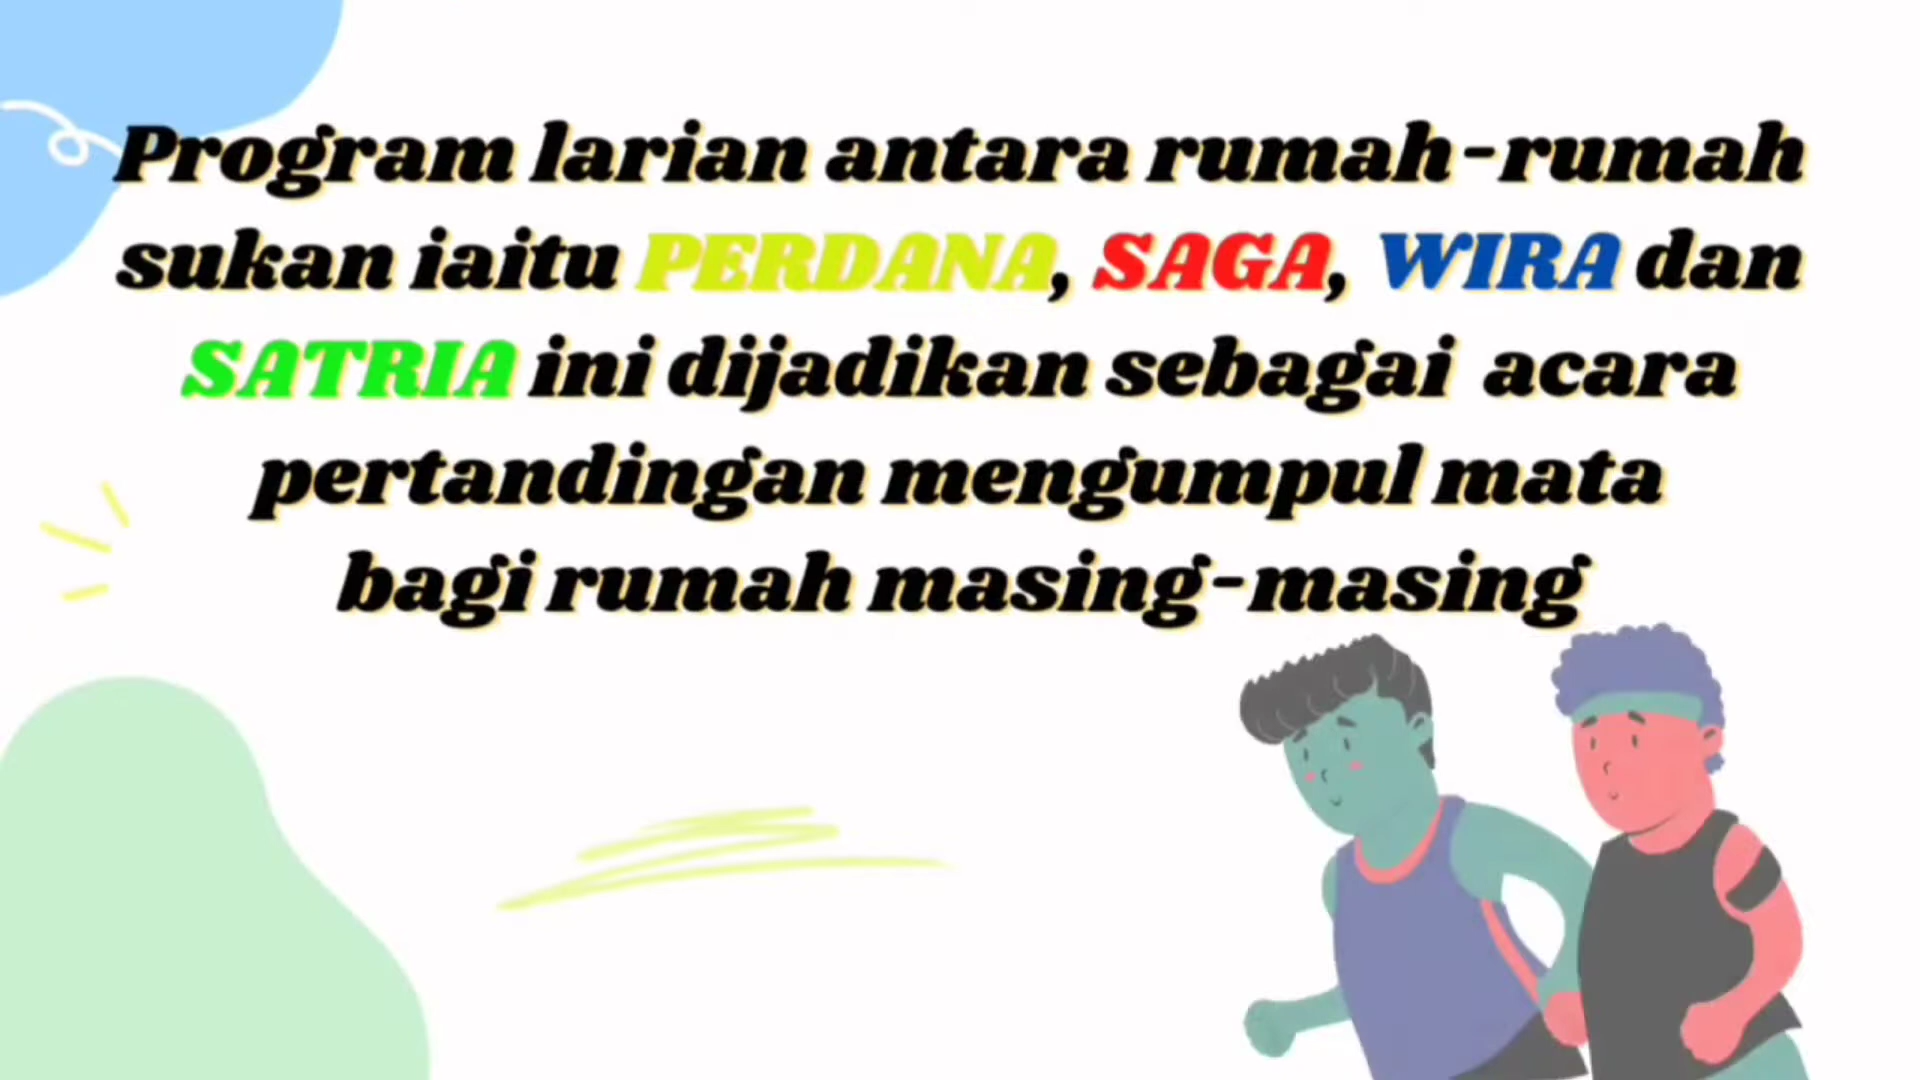 Program larian antara rumah-rumah
sukan iaitu PERDANA, SAGA, WIRA dan
SATRIA ini dijadikan sebagai acara
pertandingan mengumpul mata
bagi rumah masing-masing